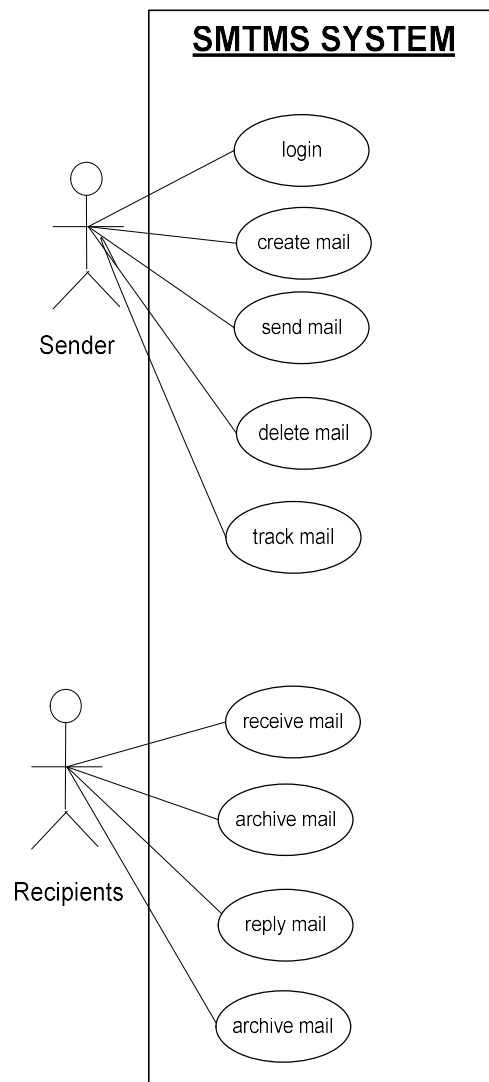 SMTMS SYSTEM
login
create mail
send mail
Sender
delete mail
track mail
receive mail
archive mail
Recipients
reply mail
archive mail